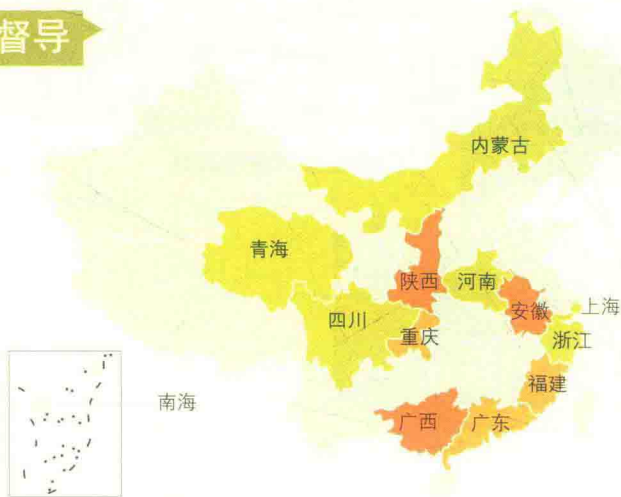 督导
内蒙古
青海
陕西
河南
安徽
上海
四川
重庆
浙江
福建
南海
广西
广东